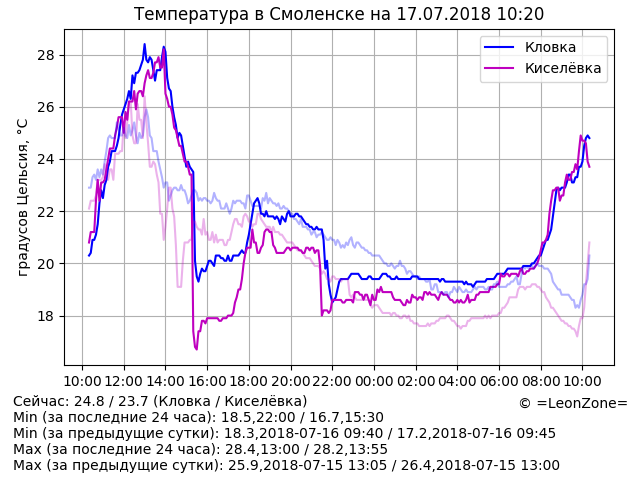 Температура в Смоленске на 17.07.2018 10:20
градусов Цельсия, °C
28
26
24
22
20
18
Кловка
Киселёвка
10:00 12:00 14:00 16:00 18:00 20:00 22:00 00:00 02:00 04:00 06:00 08:00 10:00
Сейчас: 24.8 / 23.7 (Кловка / Киселёвка)
© =LeonZone=
Min (за последние 24 часа): 18.5,22:00 / 16.7,15:30
Min (за предыдущие сутки): 18.3,2018-07-16 09:40 / 17.2,2018-07-16 09:45
Max (за последние 24 часа): 28.4,13:00 / 28.2,13:55
Max (за предыдущие сутки): 25.9,2018-07-15 13:05 / 26.4,2018-07-15 13:00